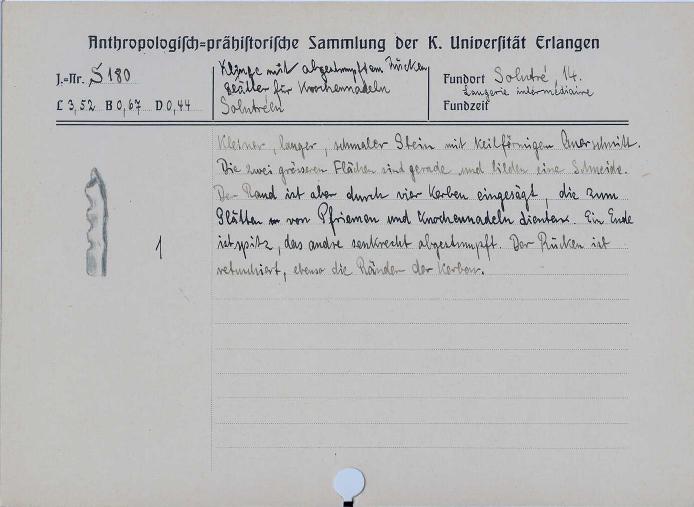 Anthropologisch=prähistorische Sammlung der K. Universität Erlangen
J.=Nr. S 180
L 3,52 B 0,67 D 0,44
Klinge mit abgestumpftem Rücken
Glätter für Knochennadeln
Solutréen
Fundort Solutré, 14.
Laugerie intermédiaire
Fundzeit
Kleiner, langer, schmaler Stein mit keilförmigen Querschnitt.
Die zwei grösseren Flächen sind gerade und bilden eine Schneide.
Der Rand ist aber durch vier Kerben eingesägt, die zum
Glätten von Pfriemen und Knochennadeln dienten. Ein Ende
ist spitz, das andre senkrecht abgestumpft. Der Rücken ist
retuschiert, ebenso die Ränder der Kerben.
1